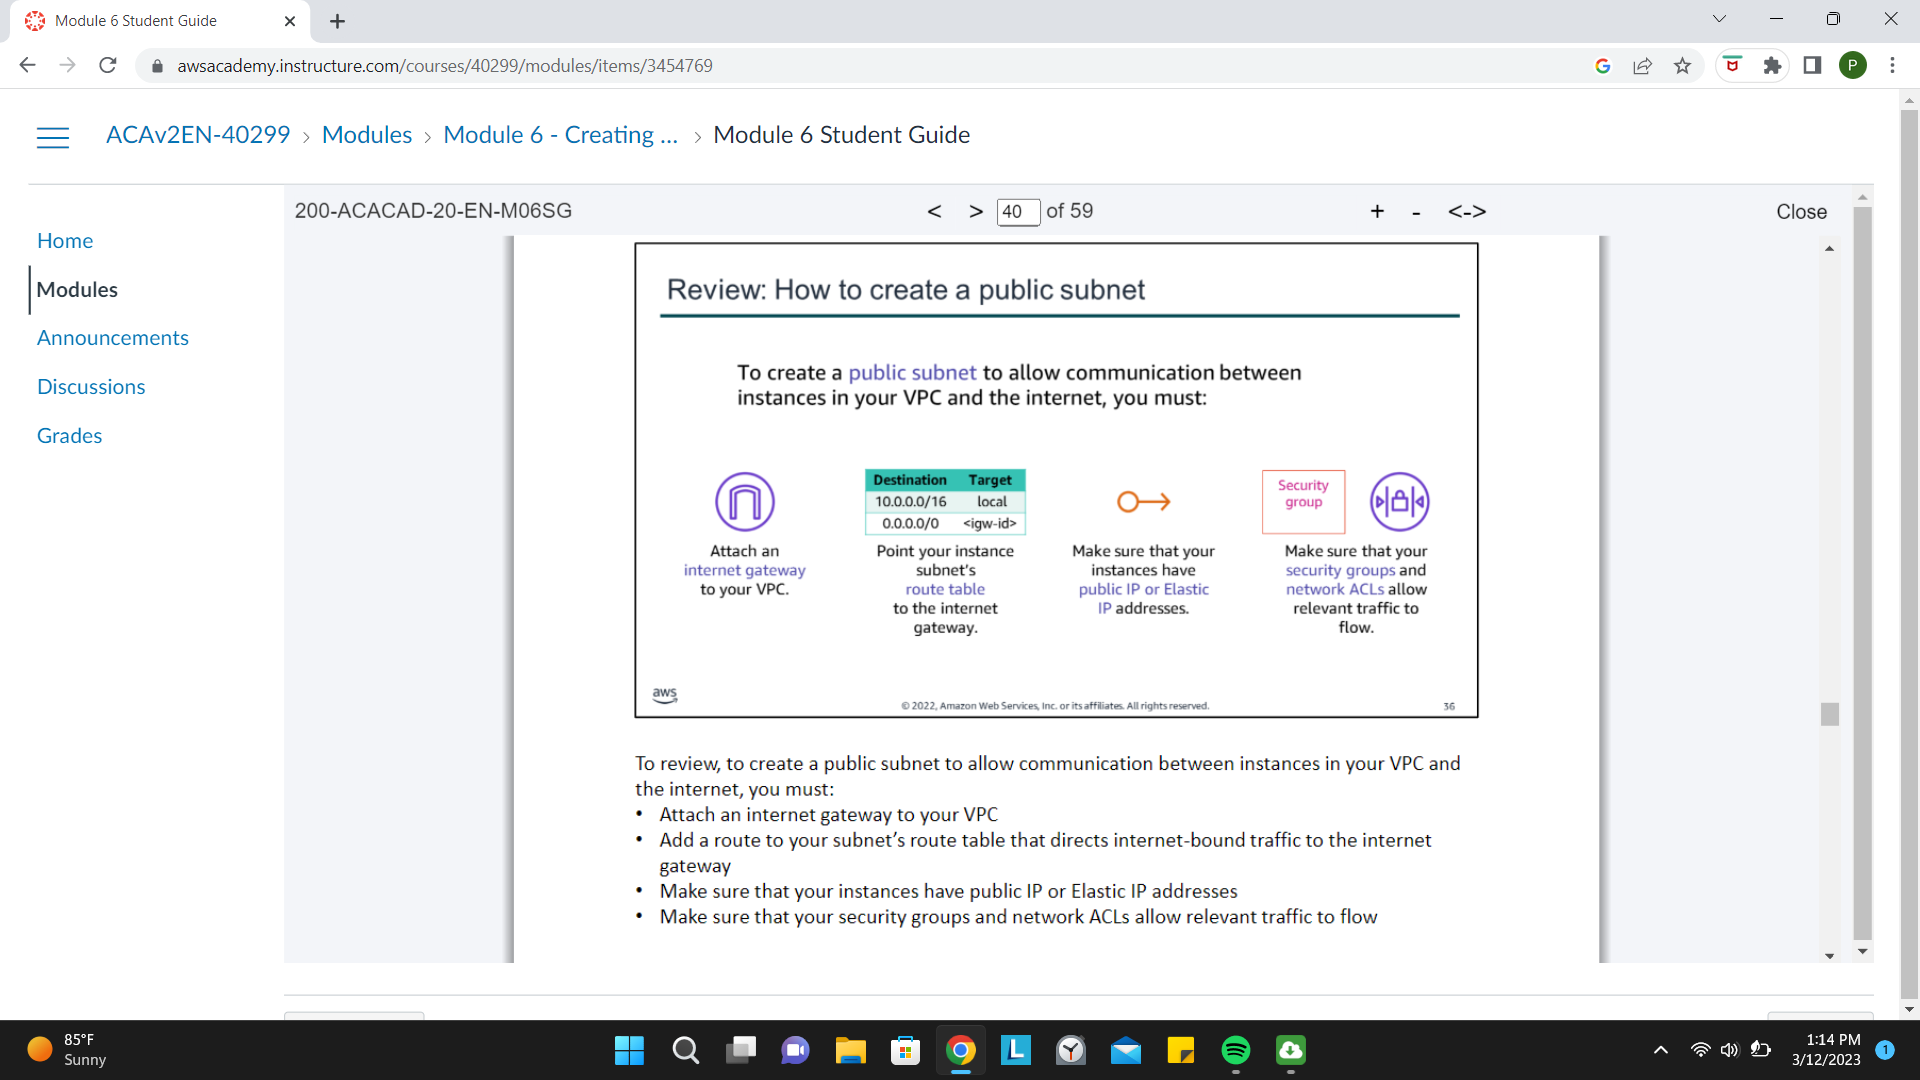 Module 6 Student Guide
awsacademy.instructure.com/courses/40299/modules/items/3454769
P
ACAv2EN-40299 › Modules › Module 6 - Creating ... › Module 6 Student Guide
200-ACACAD-20-EN-M06SG
< > 40 of 59
+ - <->
Close
Home
Modules
Announcements
Discussions
Grades
Review: How to create a public subnet
To create a public subnet to allow communication between
instances in your VPC and the internet, you must:
Attach an
internet gateway
to your VPC.
Destination Target
10.0.0.0/16 local
0.0.0.0/0 <igw-id>
Point your instance
subnet's
route table
to the internet
gateway.
Make sure that your
instances have
public IP or Elastic
IP addresses.
Security
group
Make sure that your
security groups and
network ACLs allow
relevant traffic to
flow.
aws
© 2022, Amazon Web Services, Inc. or its affiliates. All rights reserved.
36
To review, to create a public subnet to allow communication between instances in your VPC and
the internet, you must:
• Attach an internet gateway to your VPC
• Add a route to your subnet’s route table that directs internet-bound traffic to the internet
gateway
• Make sure that your instances have public IP or Elastic IP addresses
• Make sure that your security groups and network ACLs allow relevant traffic to flow
85°F
Sunny
L
1:14 PM
3/12/2023
1